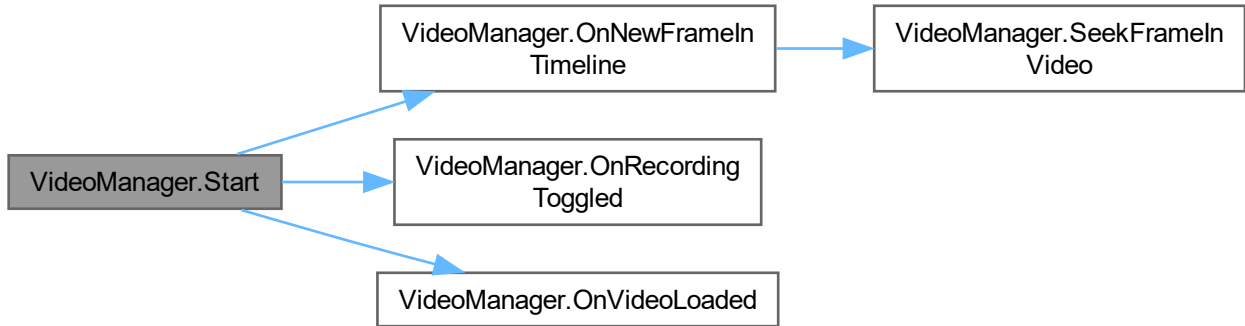 VideoManager.OnNewFrameIn
Timeline
VideoManager.SeekFrameIn
Video
VideoManager.Start
VideoManager.OnRecording
Toggled
VideoManager.OnVideoLoaded